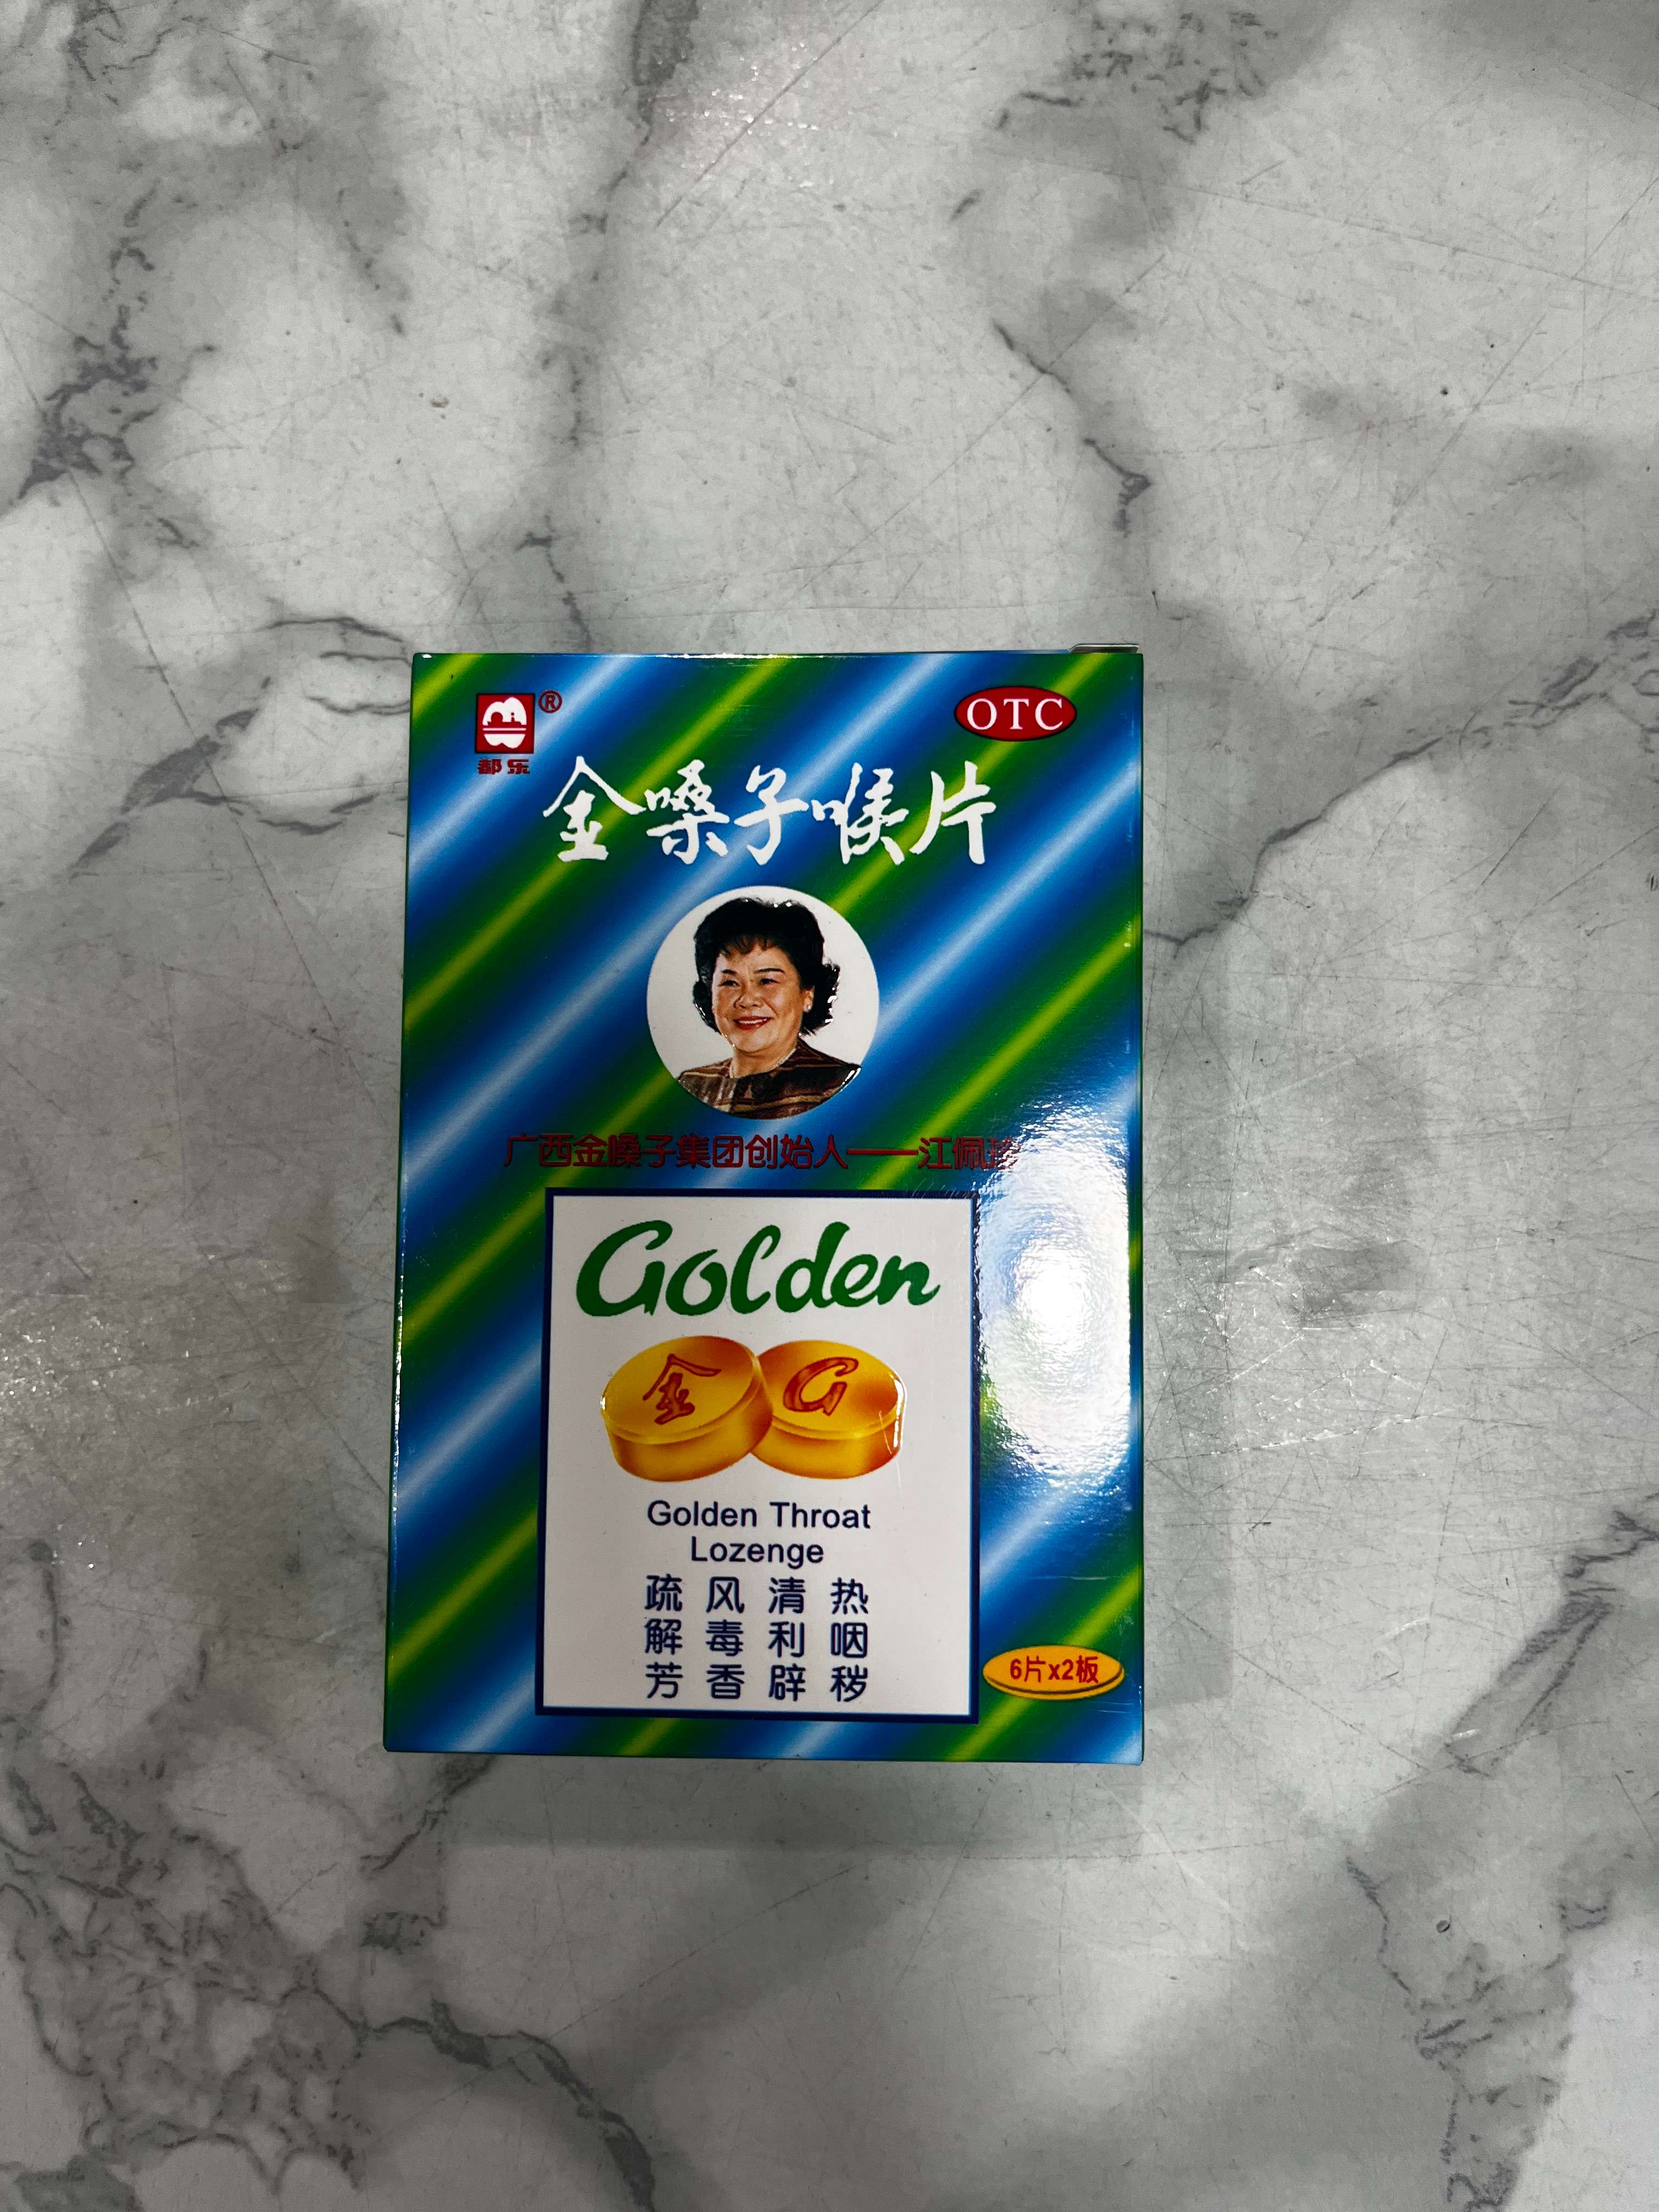 ®
OTC
都乐
金嗓子喉片
广西金嗓子集团创始人——江佩珍
Golden
金 G
Golden Throat
Lozenge
疏风清热
解毒利咽
芳香辟秽
6片x2板